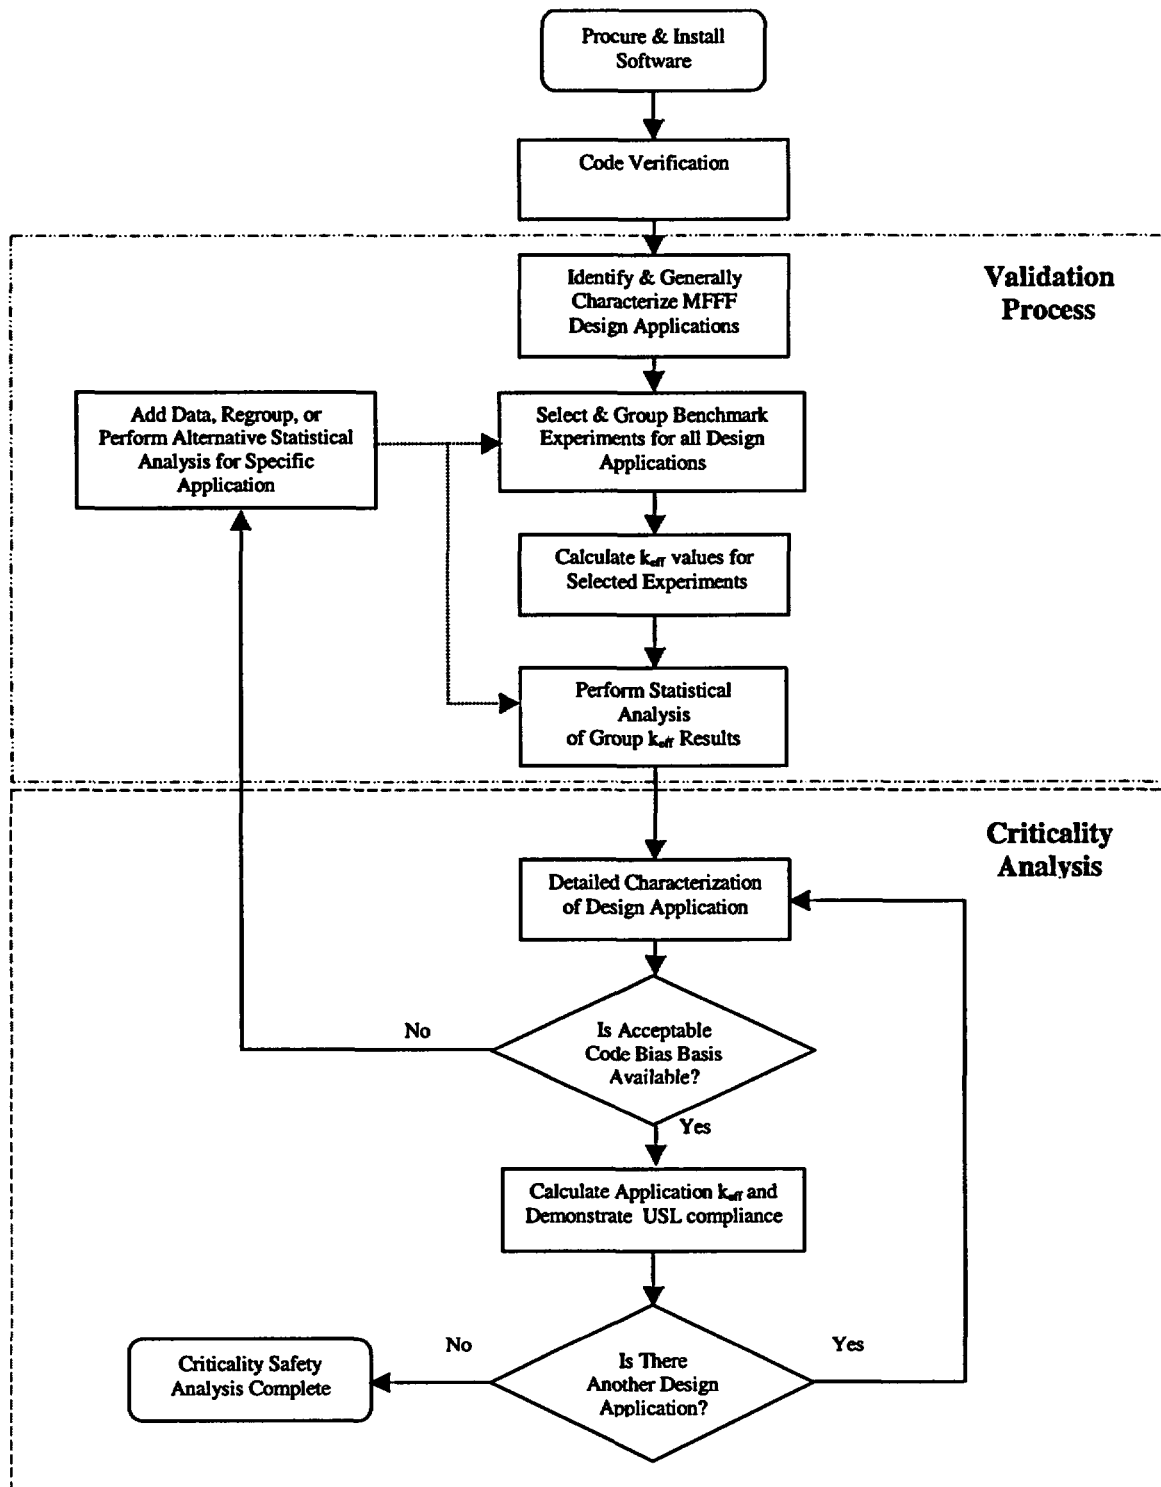 Procure & Install
Software
Code Verification
Validation
Process
Identify & Generally
Characterize MFFF
Design Applications
Add Data, Regroup, or
Perform Alternative Statistical
Analysis for Specific
Application
Select & Group Benchmark
Experiments for all Design
Applications
Calculate keff values for
Selected Experiments
Perform Statistical
Analysis
of Group keff Results
Criticality
Analysis
Detailed Characterization
of Design Application
No
Is Acceptable
Code Bias Basis
Available?
Yes
Calculate Application keff and
Demonstrate USL compliance
No
Yes
Is There
Another Design
Application?
Criticality Safety
Analysis Complete